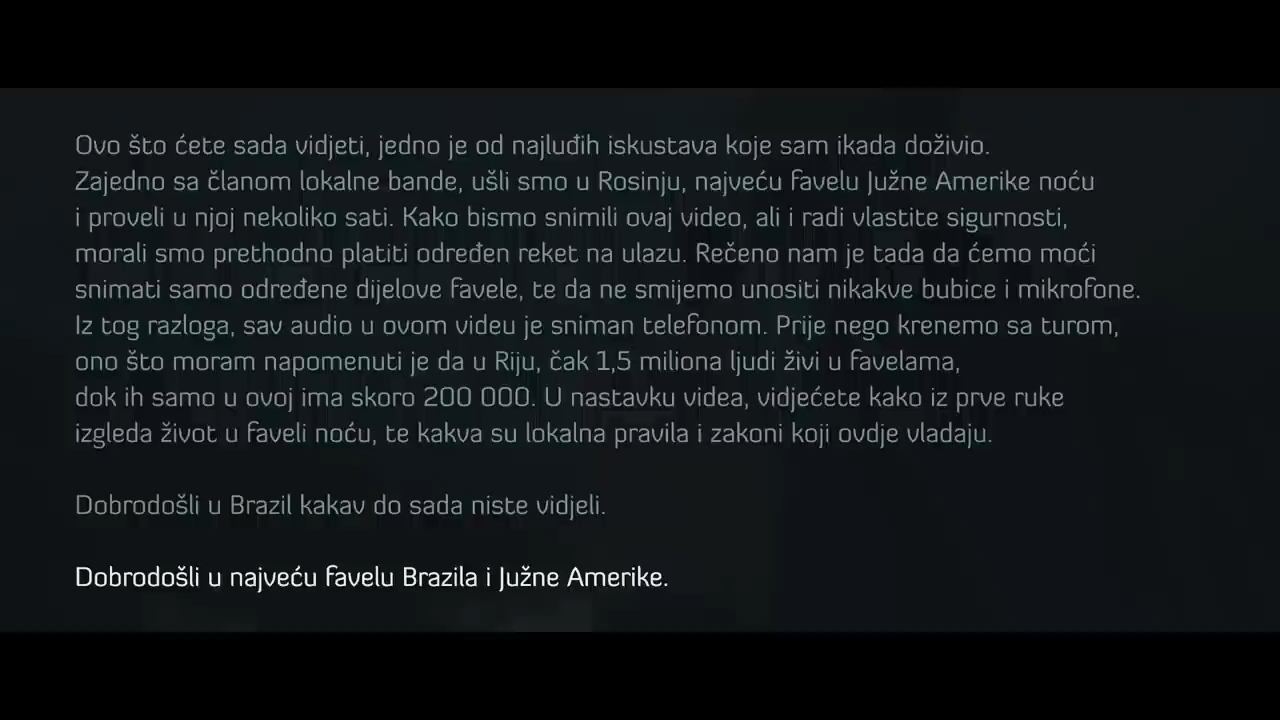 Ovo što ćete sada vidjeti, jedno je od najluđih iskustava koje sam ikada doživio.
Zajedno sa članom lokalne bande, ušli smo u Rosinju, najveću favelu Južne Amerike noću
i proveli u njoj nekoliko sati. Kako bismo snimili ovaj video, ali i radi vlastite sigurnosti,
morali smo prethodno platiti određen reket na ulazu. Rečeno nam je tada da ćemo moći
snimati samo određene dijelove favele, te da ne smijemo unositi nikakve bubice i mikrofone.
Iz tog razloga, sav audio u ovom videu je sniman telefonom. Prije nego krenemo sa turom,
ono što moram napomenuti je da u Riju, čak 1,5 miliona ljudi živi u favelama,
dok ih samo u ovoj ima skoro 200 000. U nastavku videa, vidjećete kako iz prve ruke
izgleda život u faveli noću, te kakva su lokalna pravila i zakoni koji ovdje vladaju.
Dobrodošli u Brazil kakav do sada niste vidjeli.
Dobrodošli u najveću favelu Brazila i Južne Amerike.